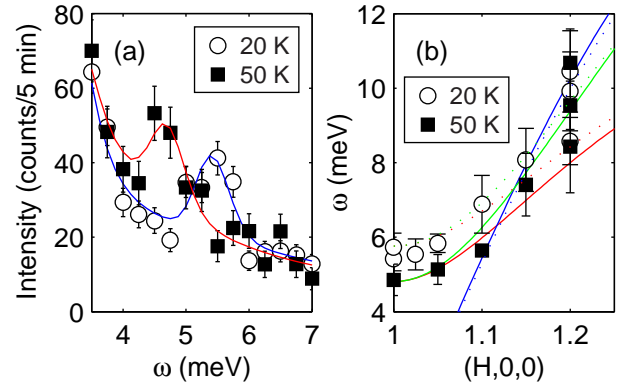 (a)
20 K
50 K
Intensity (counts/5 min)
80
60
40
20
0
4
5
6
7
ω (meV)
(b)
20 K
50 K
ω (meV)
12
10
8
6
4
1
1.1
1.2
(H,0,0)